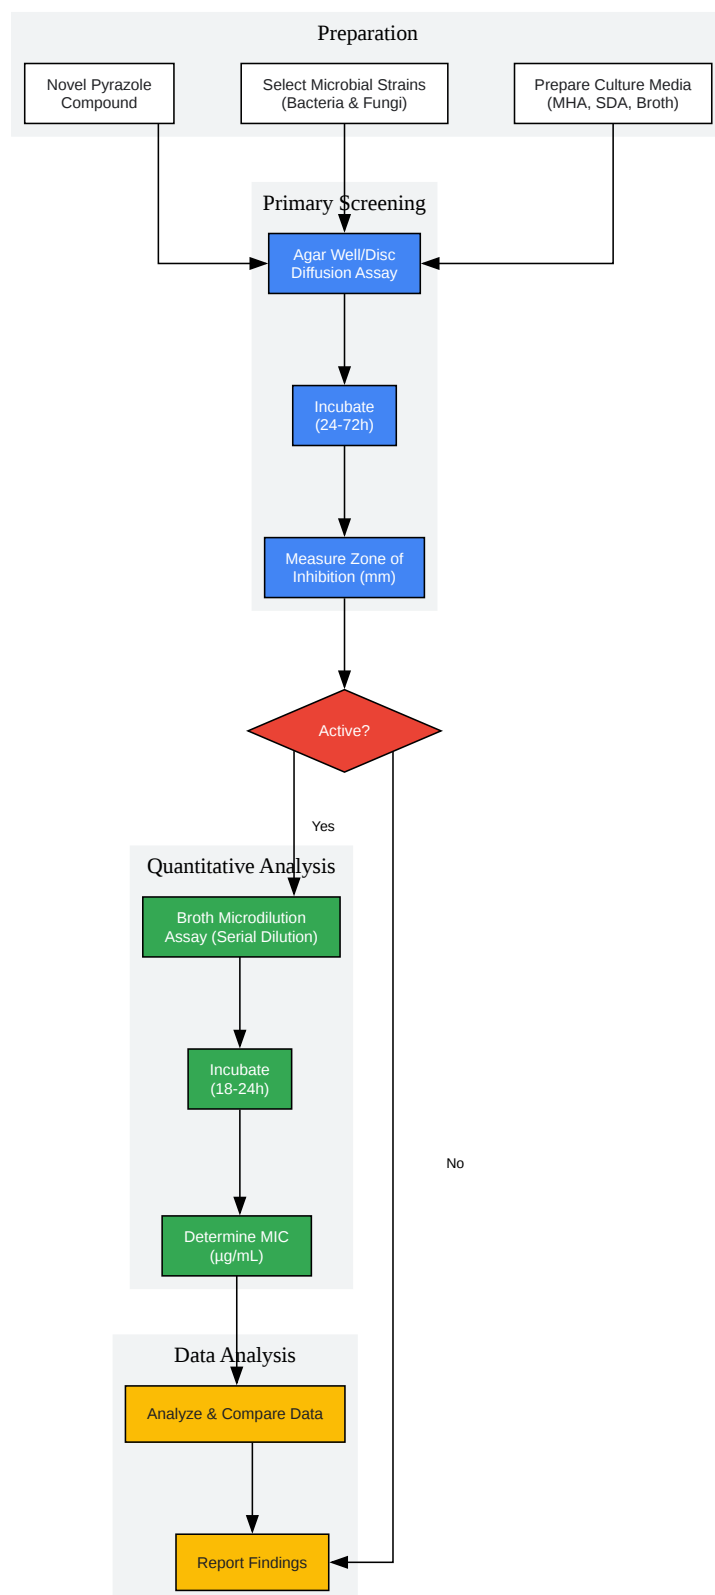 Preparation
Novel Pyrazole
Compound
Select Microbial Strains
(Bacteria & Fungi)
Prepare Culture Media
(MHA, SDA, Broth)
Primary Screening
Agar Well/Disc
Diffusion Assay
Incubate
(24-72h)
Measure Zone of
Inhibition (mm)
Active?
Yes
Quantitative Analysis
Broth Microdilution
Assay (Serial Dilution)
Incubate
(18-24h)
No
Determine MIC
(µg/mL)
Data Analysis
Analyze & Compare Data
Report Findings